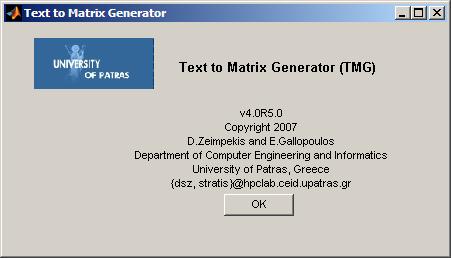 Text to Matrix Generator
UNIVERSITY
OF PATRAS
Text to Matrix Generator (TMG)
v4.0R5.0
Copyright 2007
D.Zeimpekis and E.Gallopoulos
Department of Computer Engineering and Informatics
University of Patras, Greece
{dsz, stratis}@hpclab.ceid.upatras.gr
OK